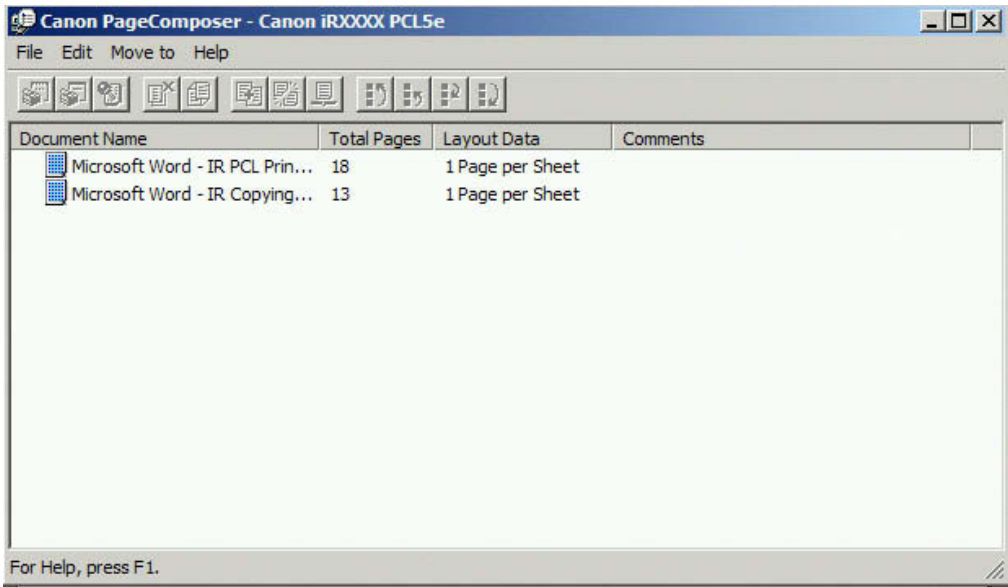 Canon PageComposer - Canon iRXXXX PCL5e
File Edit Move to Help
Document Name Total Pages Layout Data Comments
Microsoft Word - IR PCL Prin... 18 1 Page per Sheet
Microsoft Word - IR Copying... 13 1 Page per Sheet
For Help, press F1.